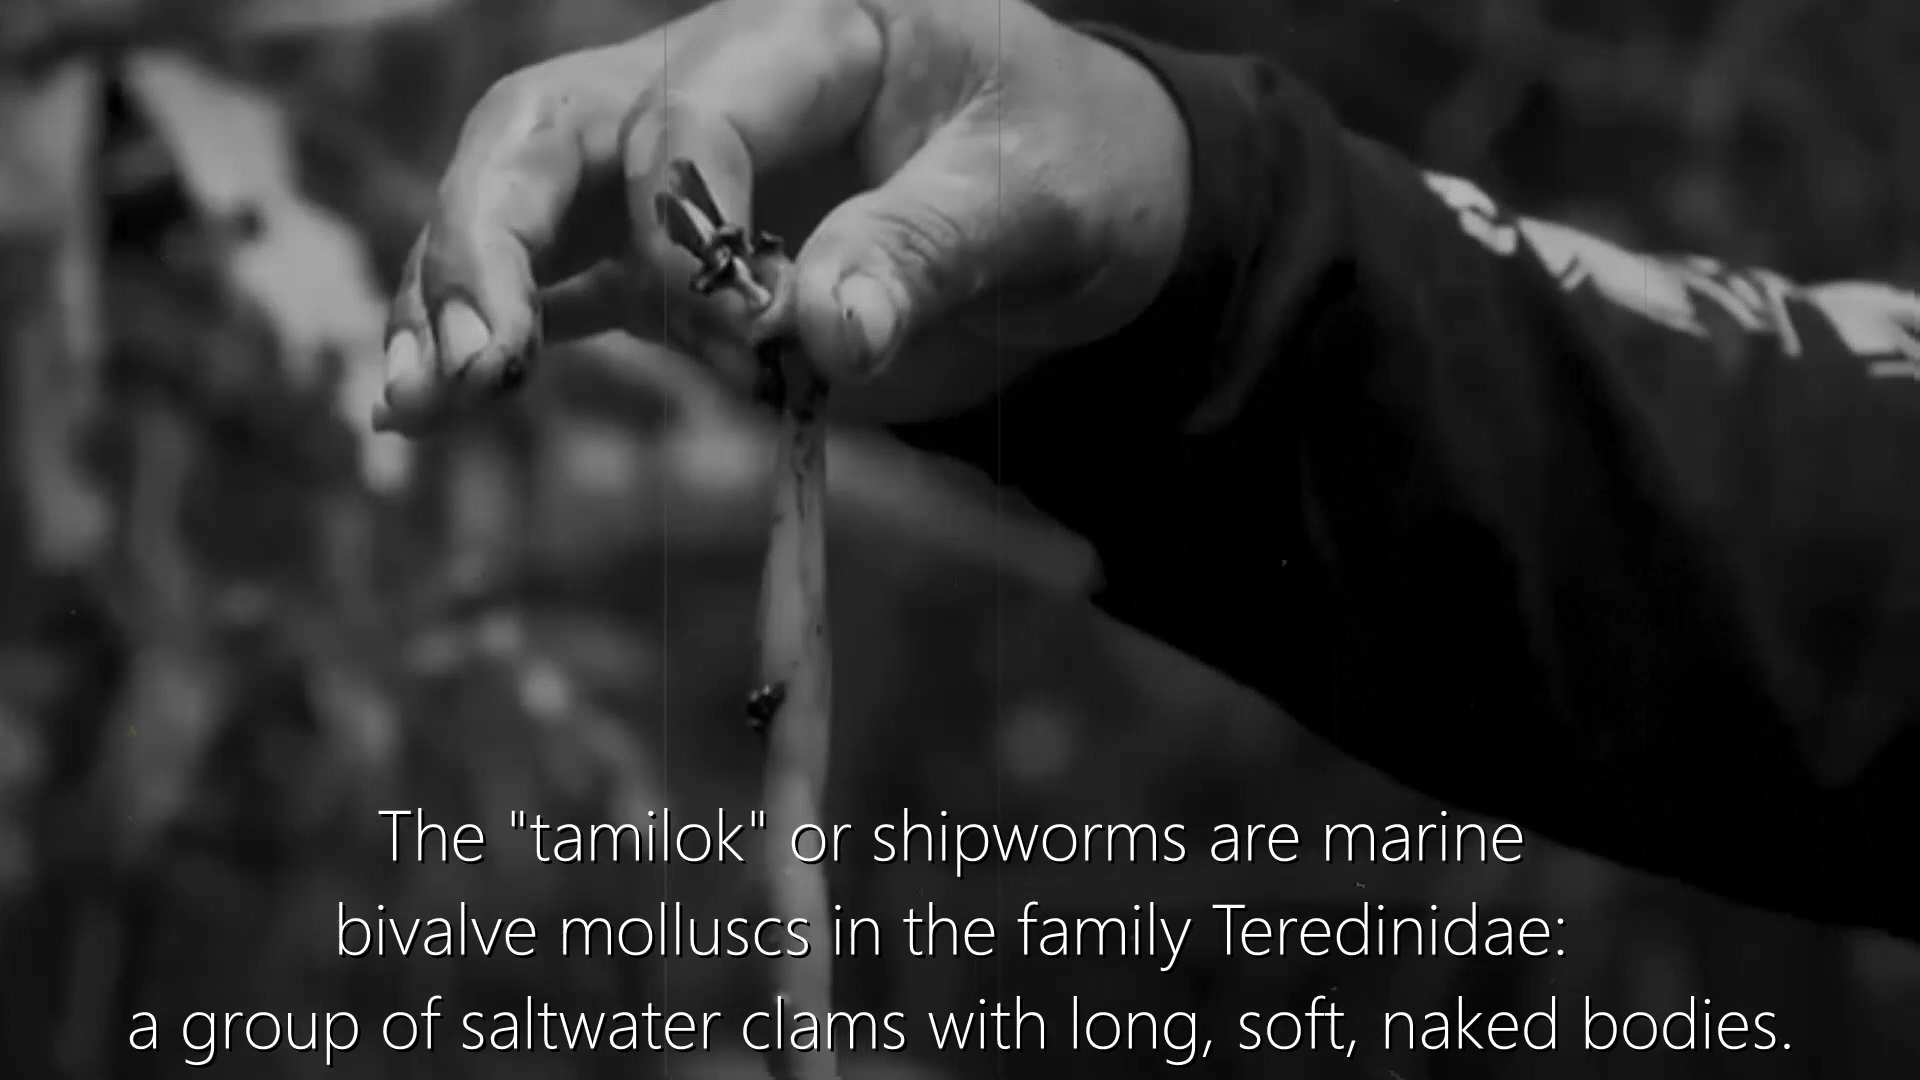 The "tamilok" or shipworms are marine
bivalve molluscs in the family Teredinidae:
a group of saltwater clams with long, soft, naked bodies.